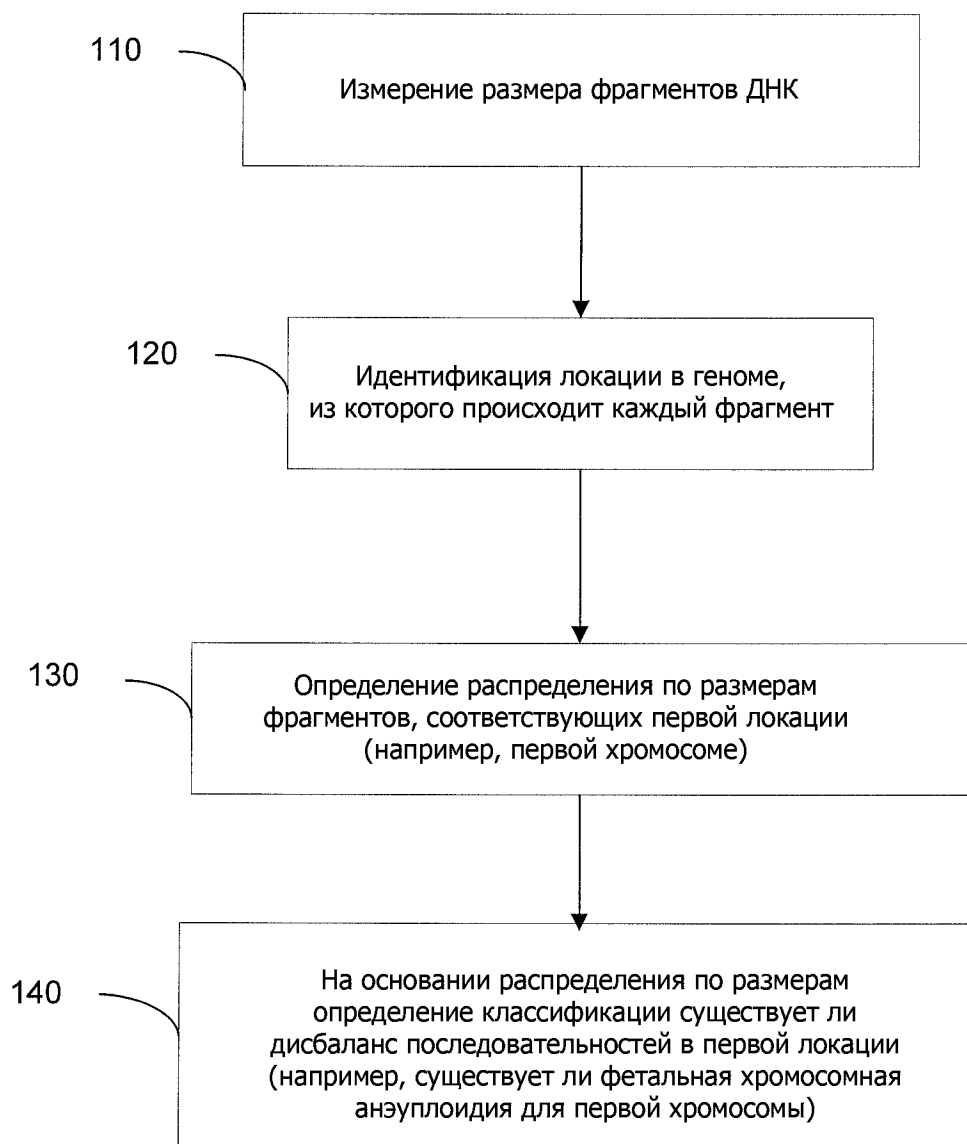 110
Измерение размера фрагментов ДНК
120
Идентификация локации в геноме,
из которого происходит каждый фрагмент
130
Определение распределения по размерам
фрагментов, соответствующих первой локации
(например, первой хромосоме)
140
На основании распределения по размерам
определение классификации существует ли
дисбаланс последовательностей в первой локации
(например, существует ли фетальная хромосомная
анэуплоидия для первой хромосомы)